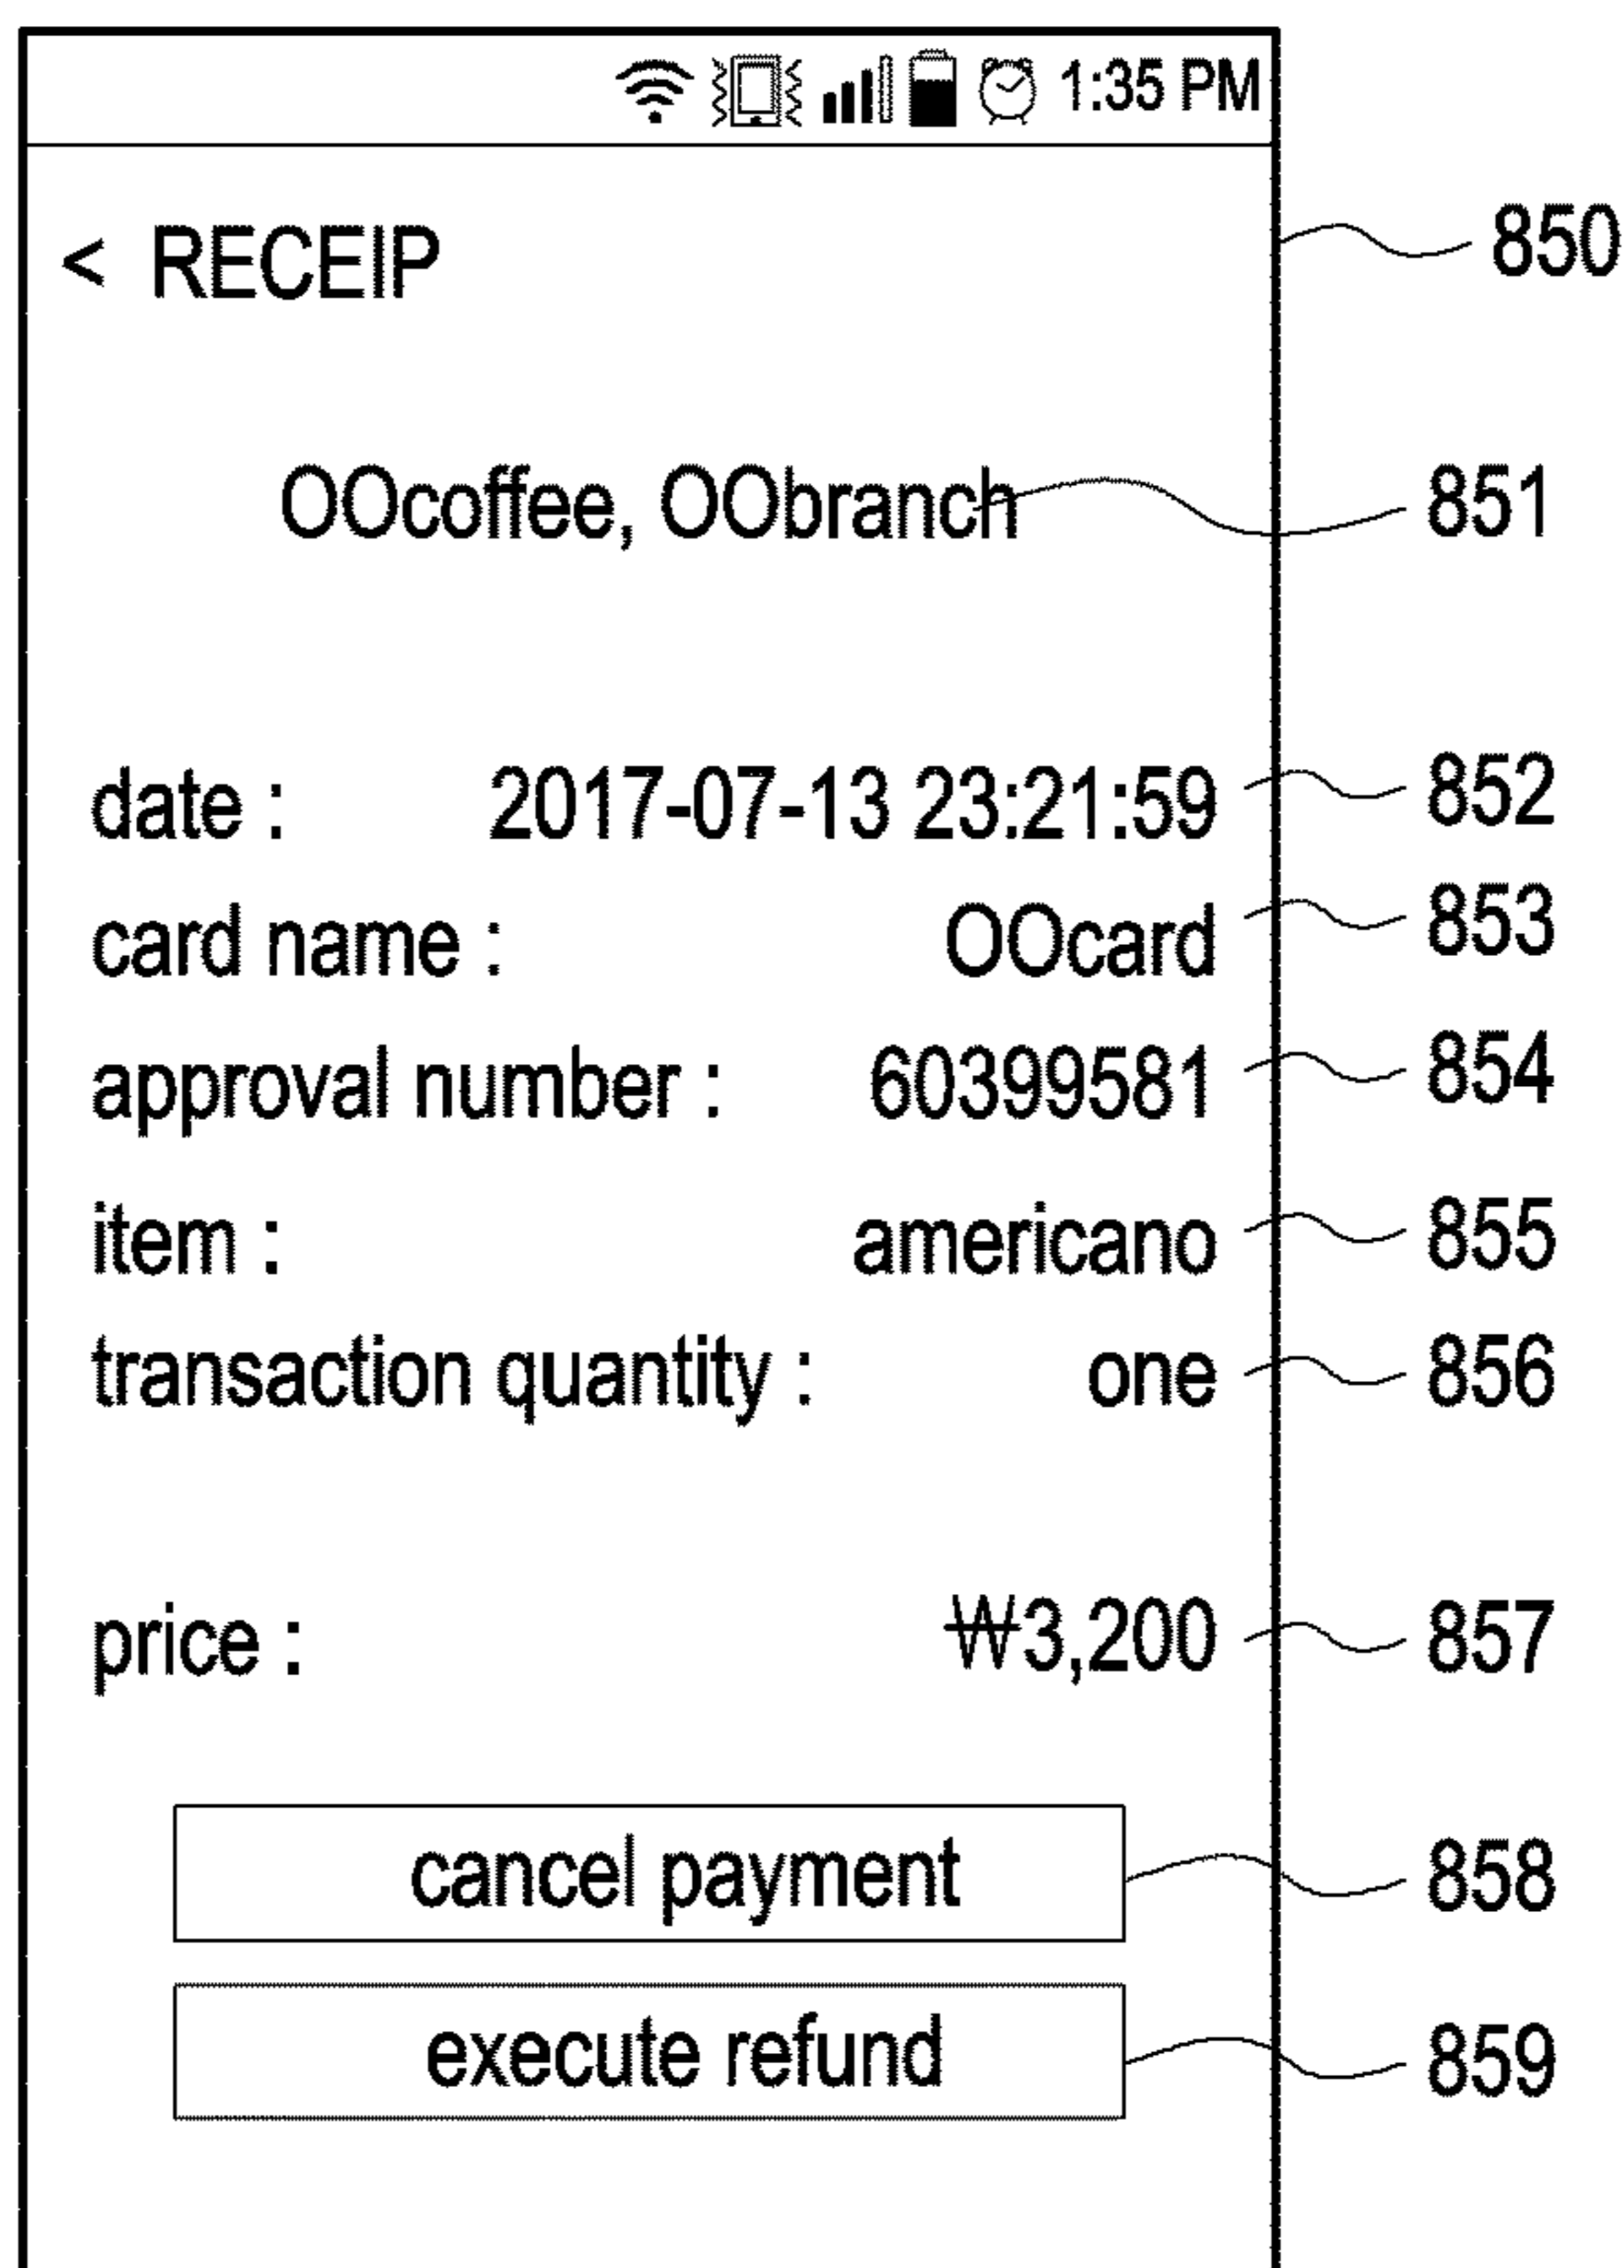 1:35 PM
< RECEIP 850
OOcoffee, OObranch 851
date : 2017-07-13 23:21:59 852
card name : OOcard 853
approval number : 60399581 854
item : americano 855
transaction quantity : one 856
price : ₩3,200 857
cancel payment 858
execute refund 859